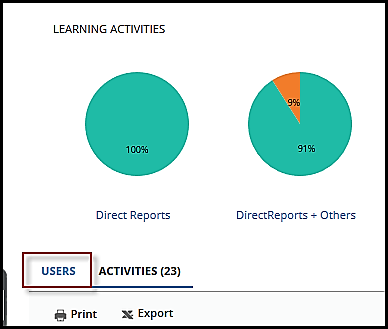 LEARNING ACTIVITIES
100%
9%
91%
Direct Reports
DirectReports + Others
USERS
ACTIVITIES (23)
Print
Export